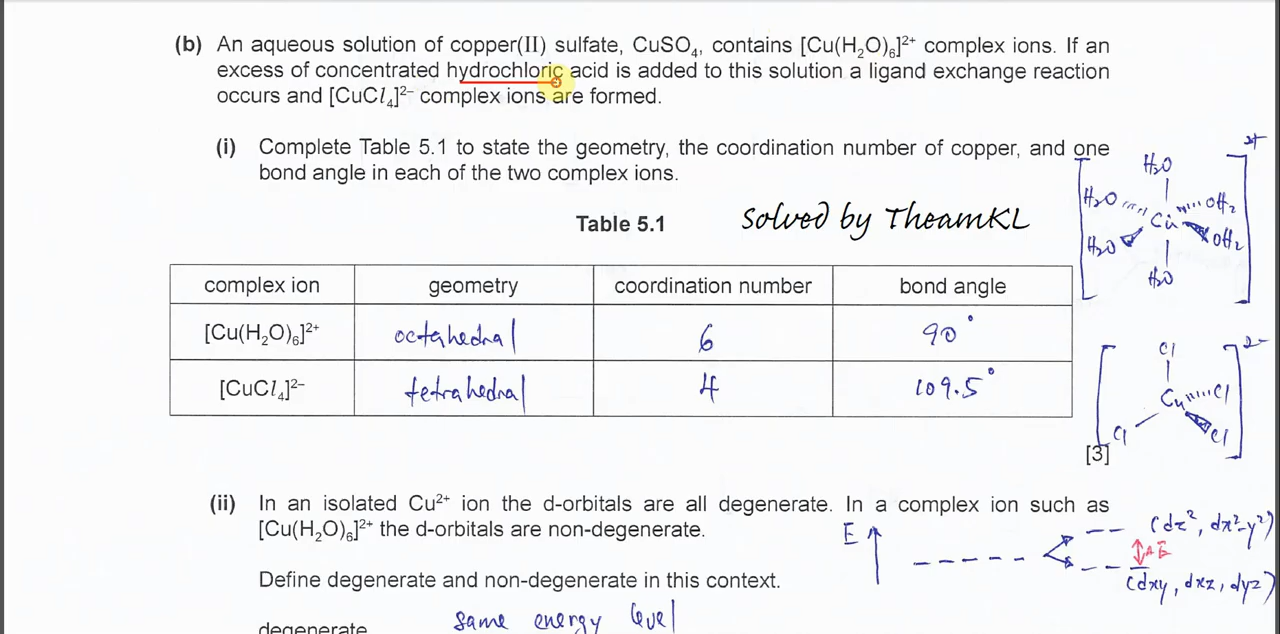 (b) An aqueous solution of copper(II) sulfate, CuSO₄, contains [Cu(H₂O)₆]²⁺ complex ions. If an
excess of concentrated hydrochloric acid is added to this solution a ligand exchange reaction
occurs and [CuCl₄]²⁻ complex ions are formed.
(i) Complete Table 5.1 to state the geometry, the coordination number of copper, and one
bond angle in each of the two complex ions.
Table 5.1
Solved by TheamKL
complex ion geometry coordination number bond angle
[Cu(H₂O)₆]²⁺ octahedral 6 90°
[CuCl₄]²⁻ tetrahedral 4 109.5°
[3]
2+
H₂O
H₂O OH₂
Cu
H₂O OH₂
H₂O
2-
Cl
Cu Cl
Cl Cl
(ii) In an isolated Cu²⁺ ion the d-orbitals are all degenerate. In a complex ion such as
[Cu(H₂O)₆]²⁺ the d-orbitals are non-degenerate.
E
(dz², dx²-y²)
ΔE
(dxy, dxz, dyz)
Define degenerate and non-degenerate in this context.
degenerate same energy level